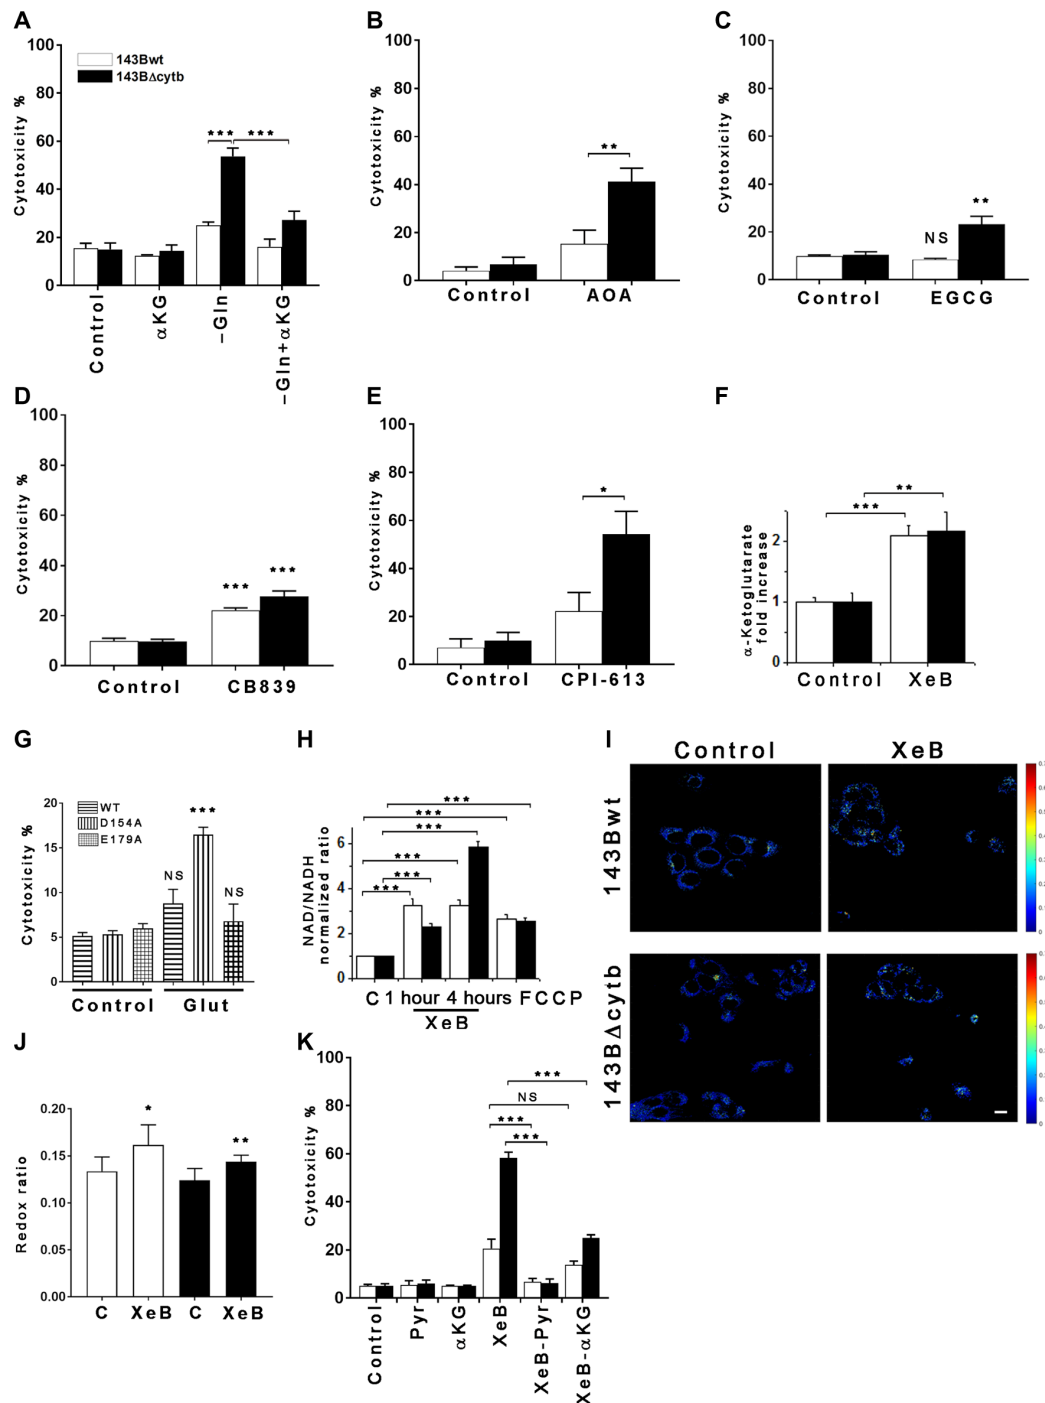 A
Cytotoxicity %
100
80
60
40
20
0
143Bwt
143BΔcytb
***
***
Control
αKG
–Gln
–Gln+αKG
B
Cytotoxicity %
100
80
60
40
20
0
**
Control
AOA
C
Cytotoxicity %
100
80
60
40
20
0
NS
**
Control
EGCG
D
Cytotoxicity %
100
80
60
40
20
0
***
***
Control
CB839
E
Cytotoxicity %
100
80
60
40
20
0
*
Control
CPI-613
F
α-Ketoglutarate
fold increase
2
1
0
***
**
Control
XeB
G
Cytotoxicity %
20
15
10
5
0
WT
D154A
E179A
NS
***
NS
Control
Glut
H
NAD/NADH
normalized ratio
6
4
2
0
***
***
***
***
***
***
C 1 hour 4 hours FCCP
XeB
I
Control
XeB
143Bwt
143BΔcytb
J
Redox ratio
0.20
0.15
0.10
0.05
0.00
*
**
C
XeB
C
XeB
K
Cytotoxicity %
100
80
60
40
20
0
***
NS
***
***
Control
Pyr
αKG
XeB
XeB-Pyr
XeB-αKG